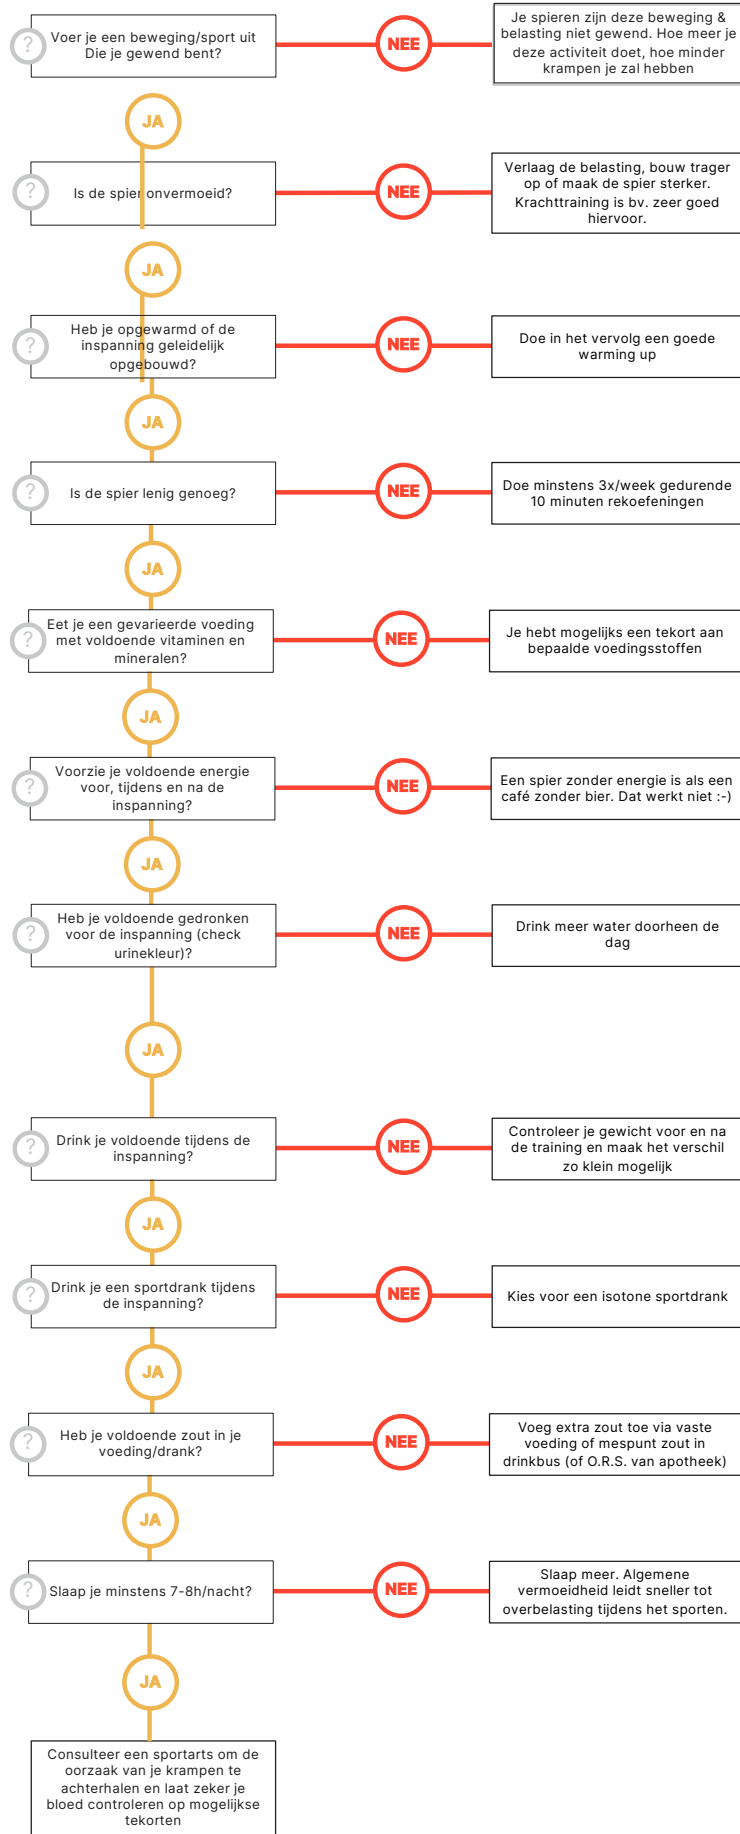 ?
Voer je een beweging/sport uit
Die je gewend bent?
NEE
Je spieren zijn deze beweging &
belasting niet gewend. Hoe meer je
deze activiteit doet, hoe minder
krampen je zal hebben
JA
?
Is de spier onvermoeid?
NEE
Verlaag de belasting, bouw trager
op of maak de spier sterker.
Krachttraining is bv. zeer goed
hiervoor.
JA
?
Heb je opgewarmd of de
inspanning geleidelijk
opgebouwd?
NEE
Doe in het vervolg een goede
warming up
JA
?
Is de spier lenig genoeg?
NEE
Doe minstens 3x/week gedurende
10 minuten rekoefeningen
JA
?
Eet je een gevarieerde voeding
met voldoende vitaminen en
mineralen?
NEE
Je hebt mogelijks een tekort aan
bepaalde voedingsstoffen
JA
?
Voorzie je voldoende energie
voor, tijdens en na de
inspanning?
NEE
Een spier zonder energie is als een
café zonder bier. Dat werkt niet :-)
JA
?
Heb je voldoende gedronken
voor de inspanning (check
urinekleur)?
NEE
Drink meer water doorheen de
dag
JA
?
Drink je voldoende tijdens de
inspanning?
NEE
Controleer je gewicht voor en na
de training en maak het verschil
zo klein mogelijk
JA
?
Drink je een sportdrank tijdens
de inspanning?
NEE
Kies voor een isotone sportdrank
JA
?
Heb je voldoende zout in je
voeding/drank?
NEE
Voeg extra zout toe via vaste
voeding of mespunt zout in
drinkbus (of O.R.S. van apotheek)
JA
?
Slaap je minstens 7-8h/nacht?
NEE
Slaap meer. Algemene
vermoeidheid leidt sneller tot
overbelasting tijdens het sporten.
JA
Consulteer een sportarts om de
oorzaak van je krampen te
achterhalen en laat zeker je
bloed controleren op mogelijkse
tekorten